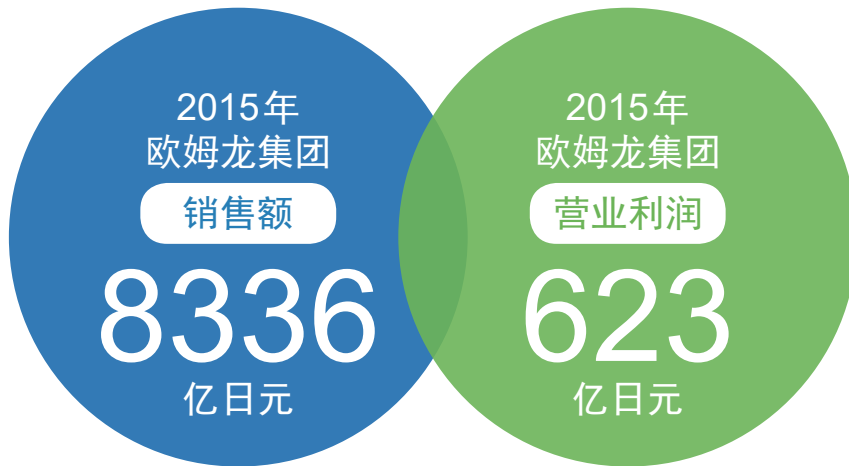 2015年
欧姆龙集团
销售额
8336
亿日元
2015年
欧姆龙集团
营业利润
623
亿日元